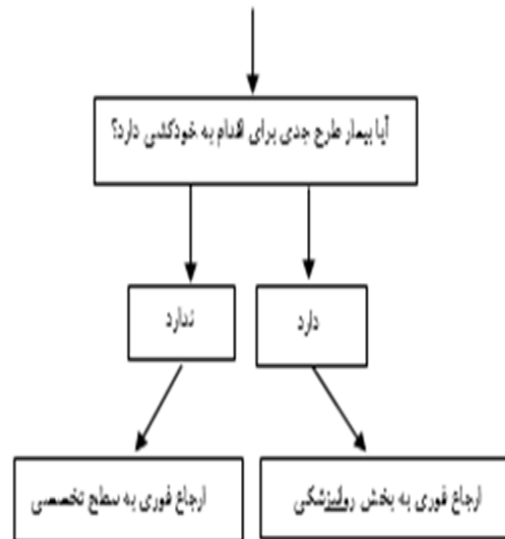 آیا بیمار طرح جدی برای اقدام به خودکشی دارد؟
دارد
ندارد
ارجاع فوری به بخش روانپزشکی
ارجاع فوری به سطح تخصصی